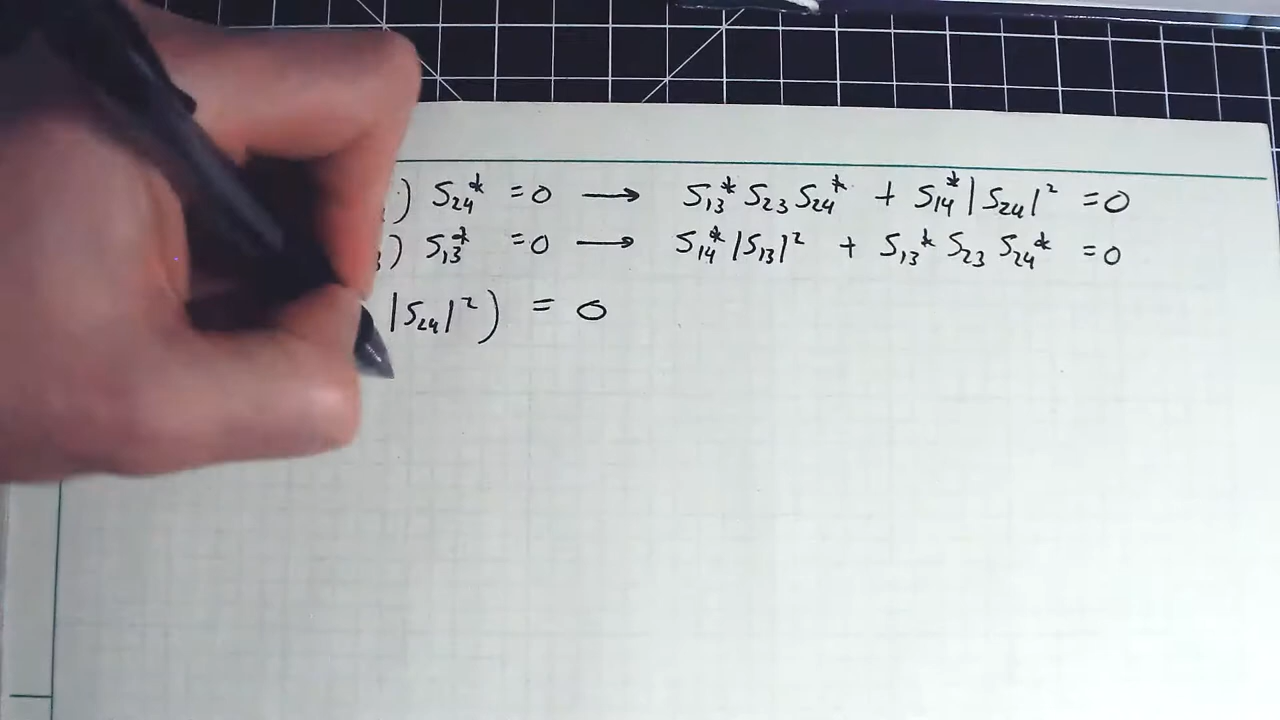 ) S₂₄* = 0 → S₁₃* S₂₃ S₂₄* + S₁₄* |S₂₄|² = 0
) S₁₃* = 0 → S₁₄* |S₁₃|² + S₁₃* S₂₃ S₂₄* = 0
|S₂₄|²) = 0